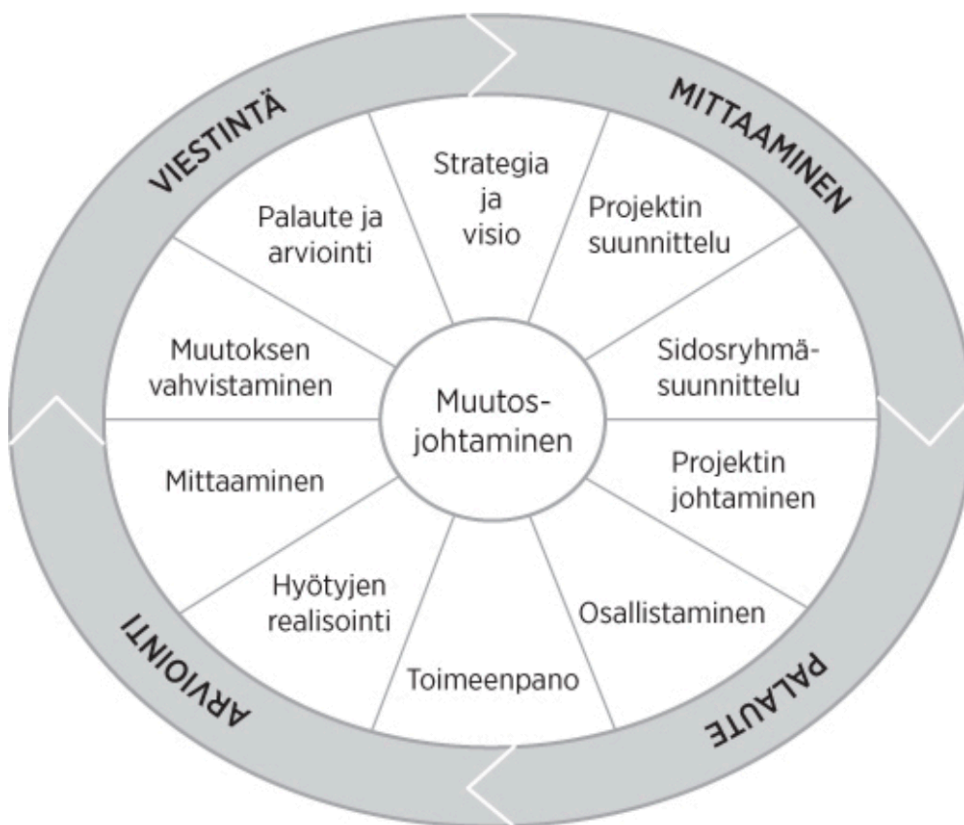 VIESTINTÄ
MITTAAMINEN
PALAUTE
ARVIOINTI
Strategia
ja
visio
Projektin
suunnittelu
Sidosryhmä-
suunnittelu
Projektin
johtaminen
Osallistaminen
Toimeenpano
Hyötyjen
realisointi
Mittaaminen
Muutoksen
vahvistaminen
Palaute ja
arviointi
Muutos-
johtaminen